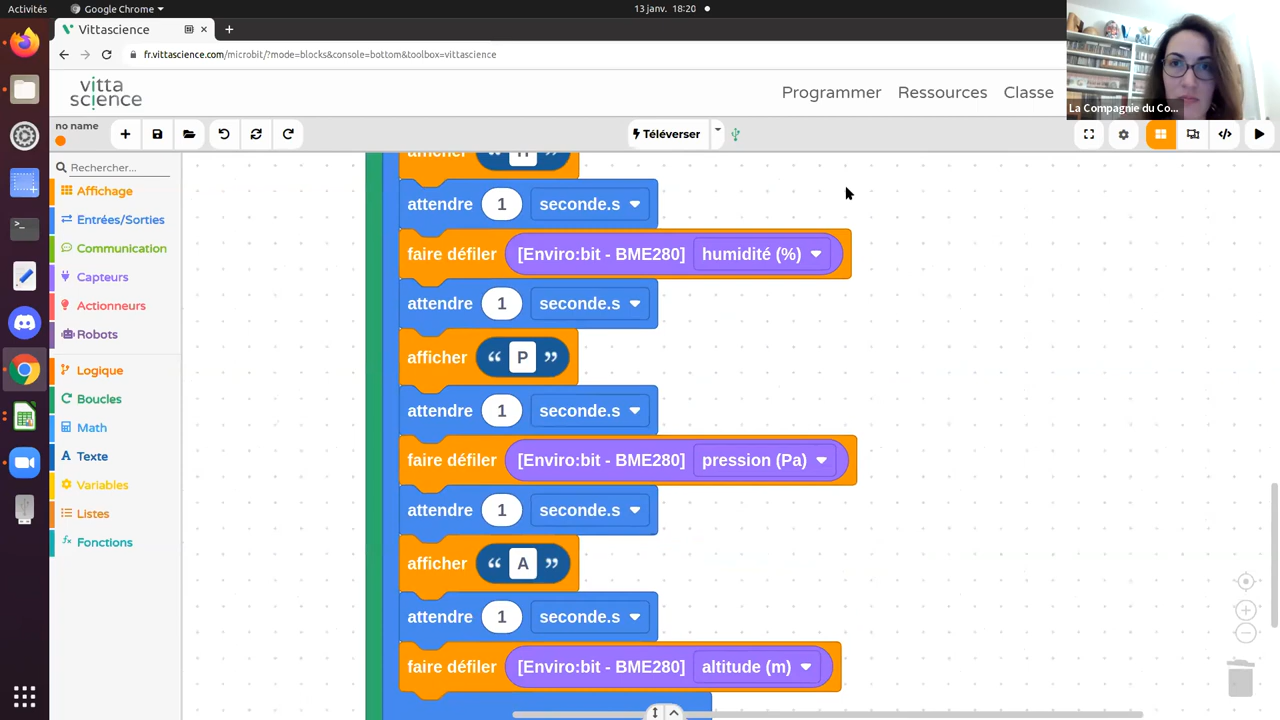 Activités
Google Chrome
13 janv. 18:20
Vittascience
fr.vittascience.com/microbit/?mode=blocks&console=bottom&toolbox=vittascience
vitta
science
Programmer
Ressources
Classe
La Compagnie du Co...
no name
Téléverser
Rechercher...
Affichage
Entrées/Sorties
Communication
Capteurs
Actionneurs
Robots
Logique
Boucles
Math
Texte
Variables
Listes
Fonctions
afficher “ H ”
attendre 1 seconde.s
faire défiler [Enviro:bit - BME280] humidité (%)
attendre 1 seconde.s
afficher “ P ”
attendre 1 seconde.s
faire défiler [Enviro:bit - BME280] pression (Pa)
attendre 1 seconde.s
afficher “ A ”
attendre 1 seconde.s
faire défiler [Enviro:bit - BME280] altitude (m)